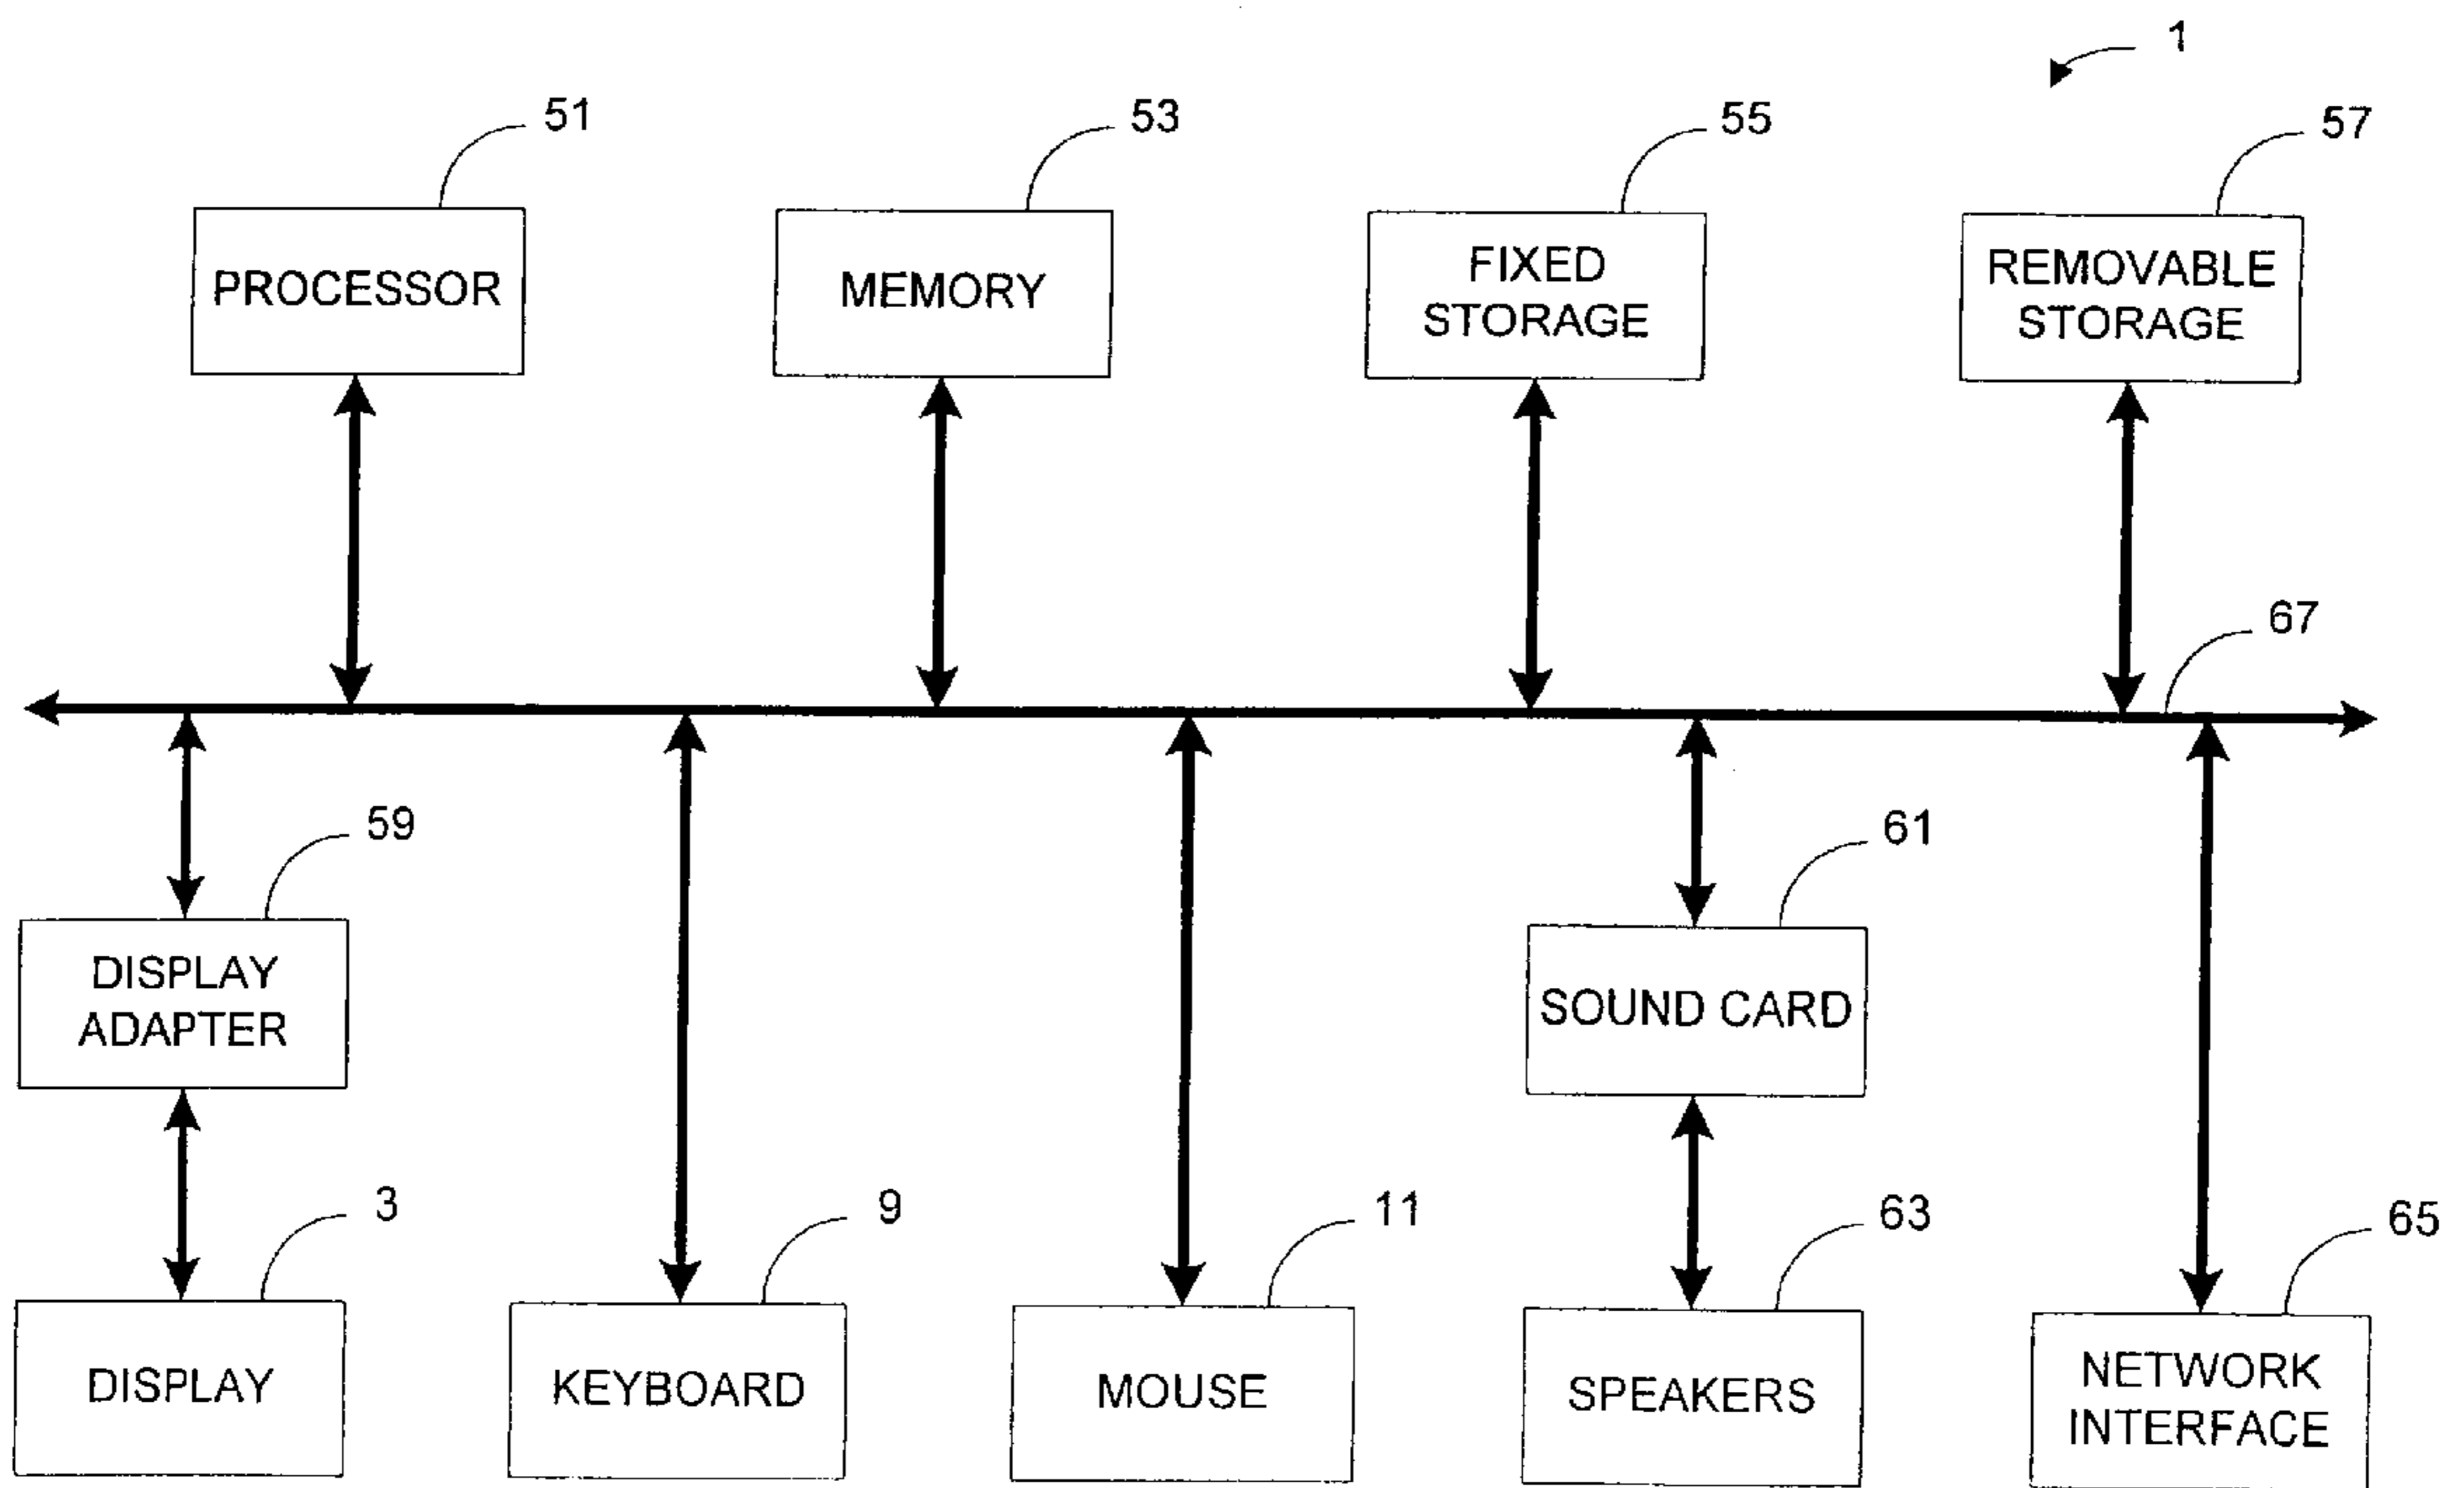 1
51
53
55
57
PROCESSOR
MEMORY
FIXED
STORAGE
REMOVABLE
STORAGE
67
59
61
DISPLAY
ADAPTER
SOUND CARD
3
9
11
63
65
DISPLAY
KEYBOARD
MOUSE
SPEAKERS
NETWORK
INTERFACE